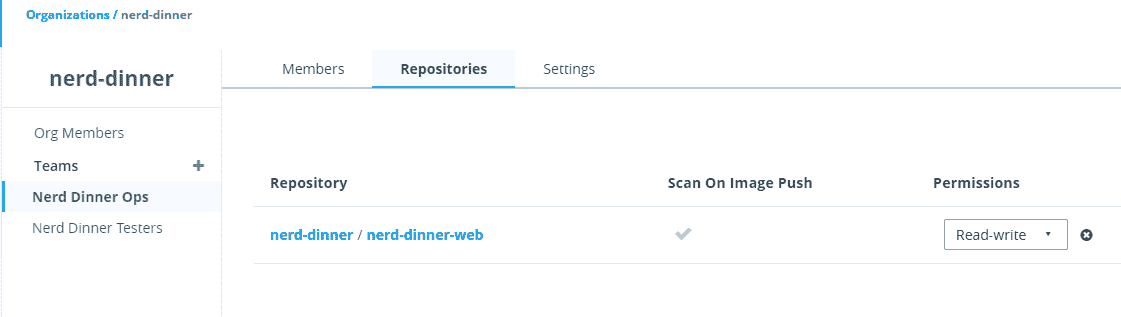 Organizations / nerd-dinner
nerd-dinner
Members Repositories Settings
Org Members
Teams +
Nerd Dinner Ops
Nerd Dinner Testers
Repository Scan On Image Push Permissions
nerd-dinner / nerd-dinner-web Read-write